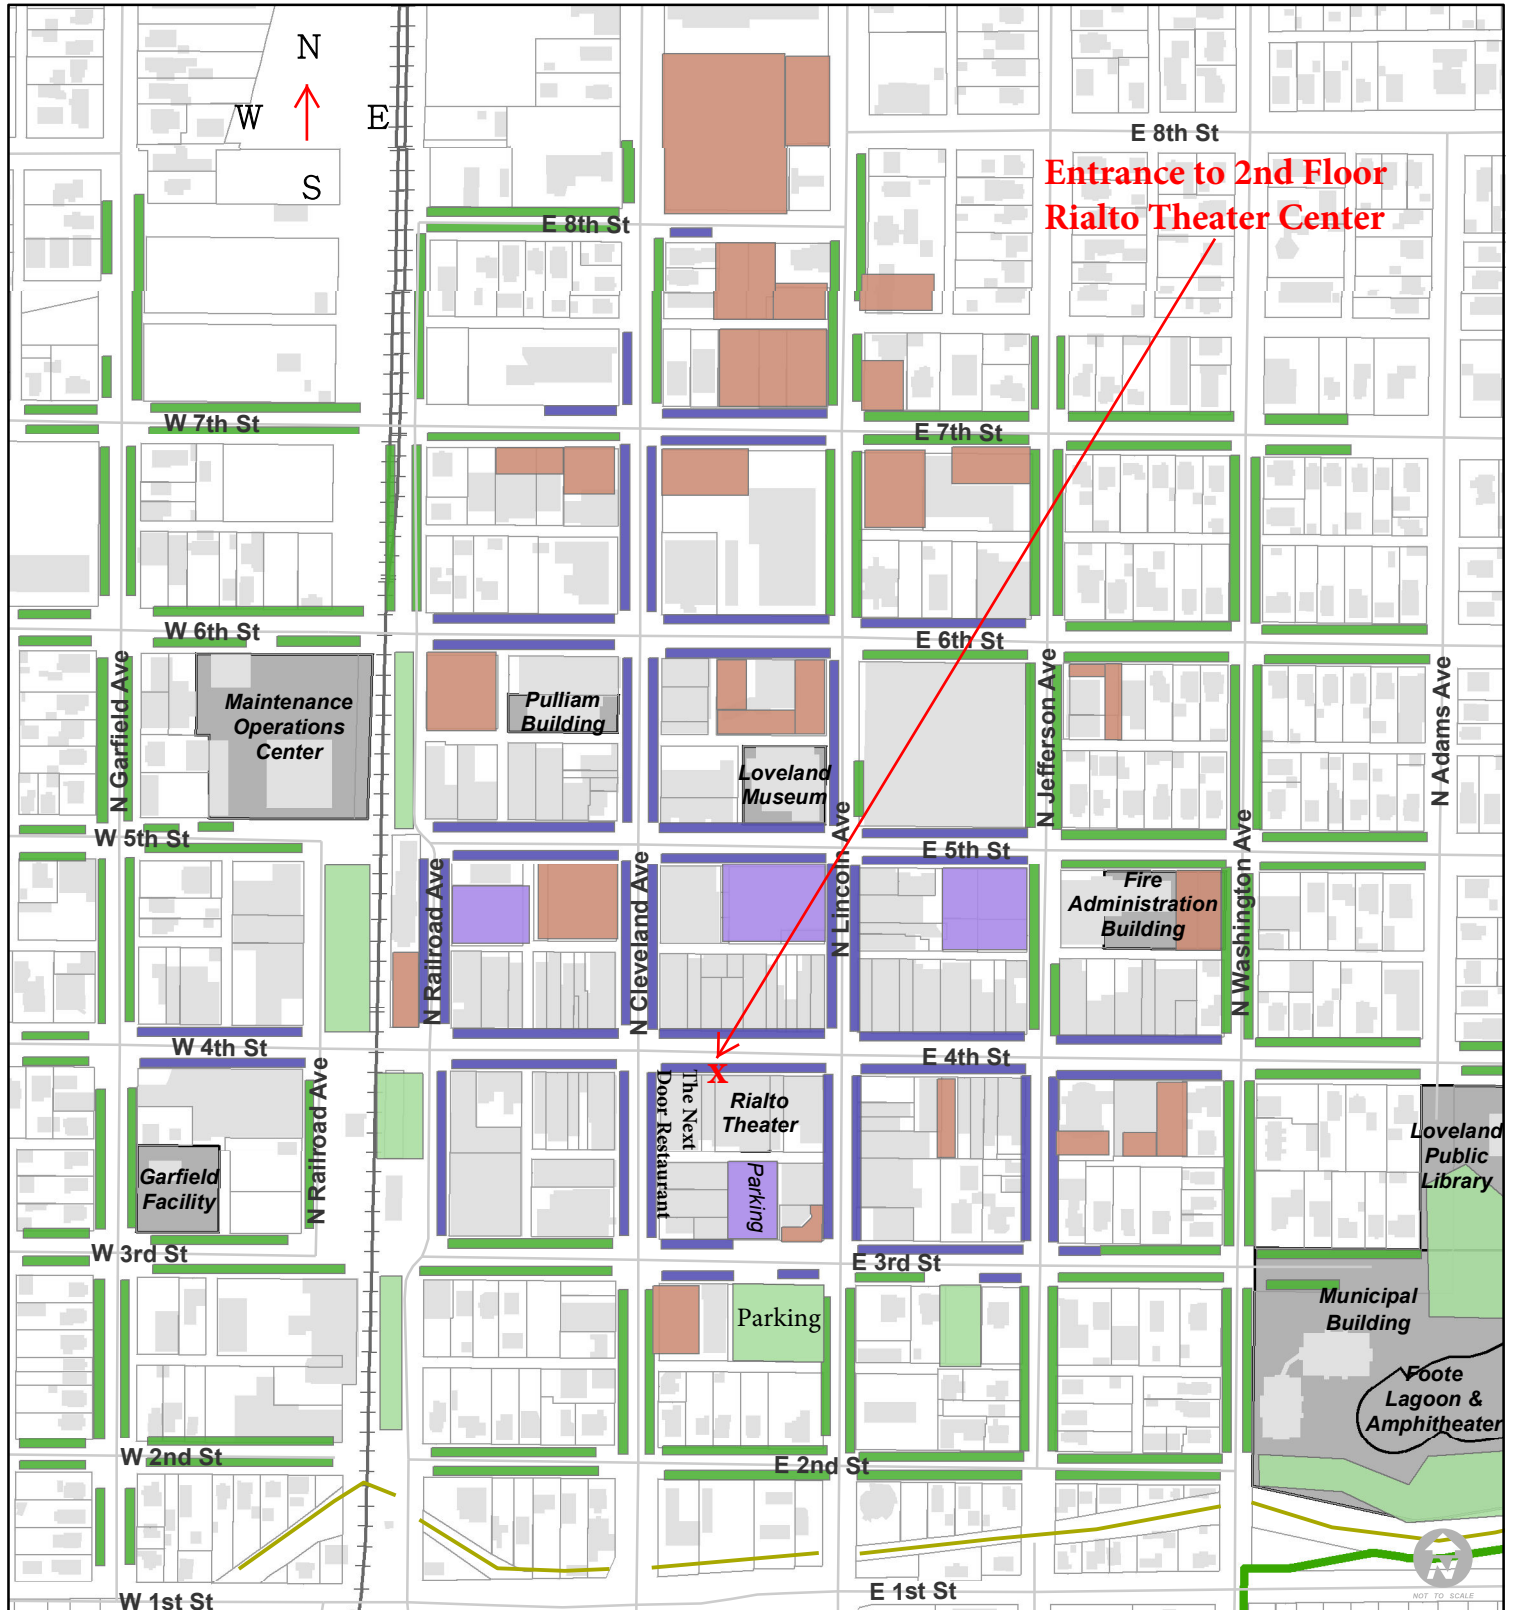 N
W
E
S
E 8th St
Entrance to 2nd Floor
Rialto Theater Center
E 8th St
W 7th St
E 7th St
W 6th St
E 6th St
N Garfield Ave
Maintenance
Operations
Center
Pulliam
Building
Loveland
Museum
N Jefferson Ave
N Adams Ave
W 5th St
E 5th St
N Railroad Ave
N Cleveland Ave
N Lincoln Ave
Fire
Administration
Building
N Washington Ave
W 4th St
E 4th St
N Railroad Ave
x
The Next
Door Restaurant
Rialto
Theater
Parking
Garfield
Facility
Loveland
Public
Library
W 3rd St
E 3rd St
Parking
Municipal
Building
Foote
Lagoon &
Amphitheater
W 2nd St
E 2nd St
W 1st St
E 1st St
N
NOT TO SCALE